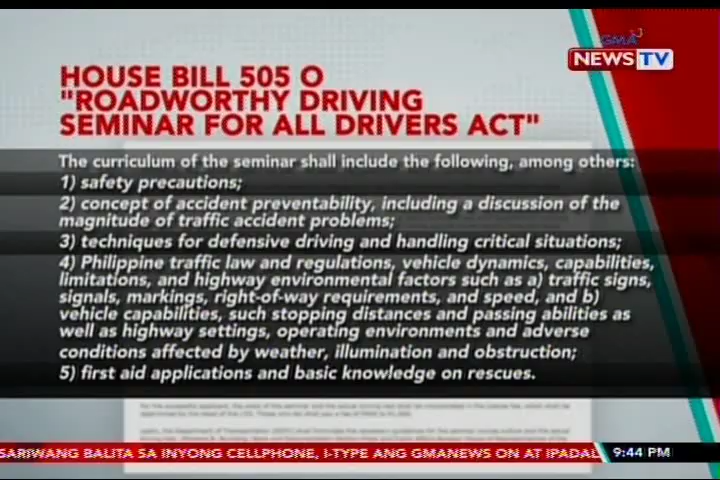 GMA
NEWS TV
HOUSE BILL 505 O
"ROADWORTHY DRIVING
SEMINAR FOR ALL DRIVERS ACT"
The curriculum of the seminar shall include the following, among others:
1) safety precautions;
2) concept of accident preventability, including a discussion of the
magnitude of traffic accident problems;
3) techniques for defensive driving and handling critical situations;
4) Philippine traffic law and regulations, vehicle dynamics, capabilities,
limitations, and highway environmental factors such as a) traffic signs,
signals, markings, right-of-way requirements, and speed, and b)
vehicle capabilities, such stopping distances and passing abilities as
well as highway settings, operating environments and adverse
conditions affected by weather, illumination and obstruction;
5) first aid applications and basic knowledge on rescues.
SARIWANG BALITA SA INYONG CELLPHONE, I-TYPE ANG GMANEWS ON AT IPADAL
9:44 PM